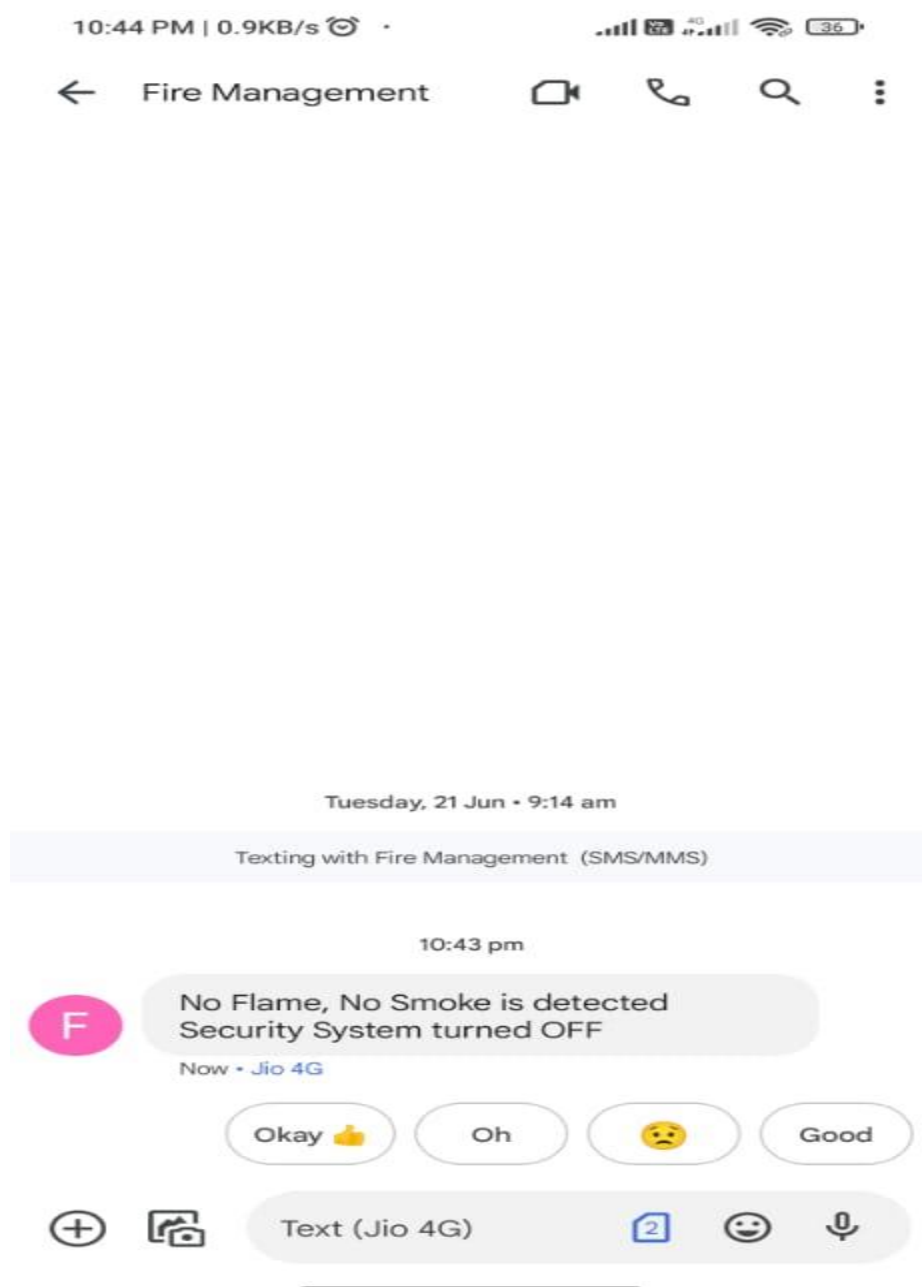 10:44 PM | 0.9KB/s
4G
36
Fire Management
Tuesday, 21 Jun • 9:14 am
Texting with Fire Management (SMS/MMS)
10:43 pm
F
No Flame, No Smoke is detected
Security System turned OFF
Now • Jio 4G
Okay 👍
Oh
😟
Good
Text (Jio 4G)
2